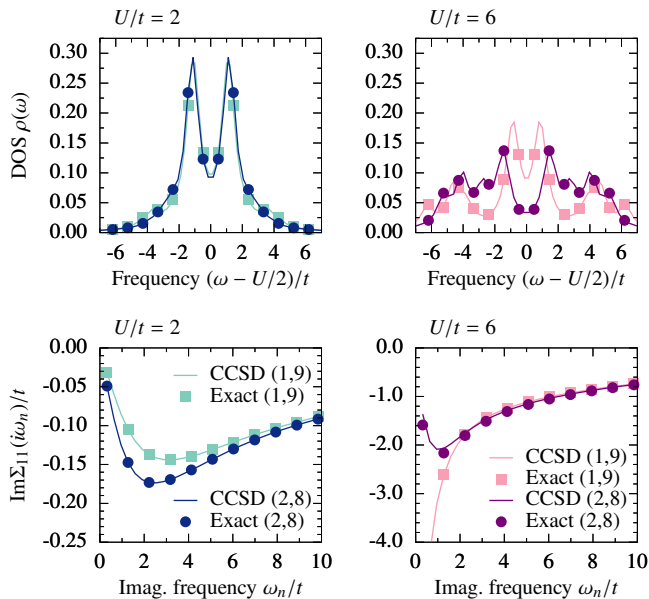 U/t = 2
U/t = 6
DOS ρ(ω)
0.30
0.25
0.20
0.15
0.10
0.05
0.00
-6 -4 -2 0 2 4 6
Frequency (ω − U/2)/t
0.30
0.25
0.20
0.15
0.10
0.05
0.00
-6 -4 -2 0 2 4 6
Frequency (ω − U/2)/t
U/t = 2
U/t = 6
ImΣ11(iωn)/t
0.00
-0.05
-0.10
-0.15
-0.20
-0.25
CCSD (1,9)
Exact (1,9)
CCSD (2,8)
Exact (2,8)
0 2 4 6 8 10
Imag. frequency ωn/t
0.00
-1.0
-2.0
-3.0
-4.0
CCSD (1,9)
Exact (1,9)
CCSD (2,8)
Exact (2,8)
0 2 4 6 8 10
Imag. frequency ωn/t